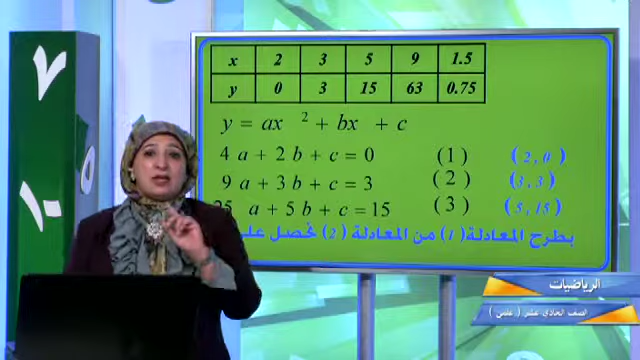 x 2 3 5 9 1.5
y 0 3 15 63 0.75
y = ax² + bx + c
4 a + 2 b + c = 0 (1) (2, 0)
9 a + 3 b + c = 3 (2) (3, 3)
25 a + 5 b + c = 15 (3) (5, 15)
بطرح المعادلة (1) من المعادلة (2) نحصل على
الرياضيات
الصف الحادي عشر ( علمي )
٧
٥
١٠